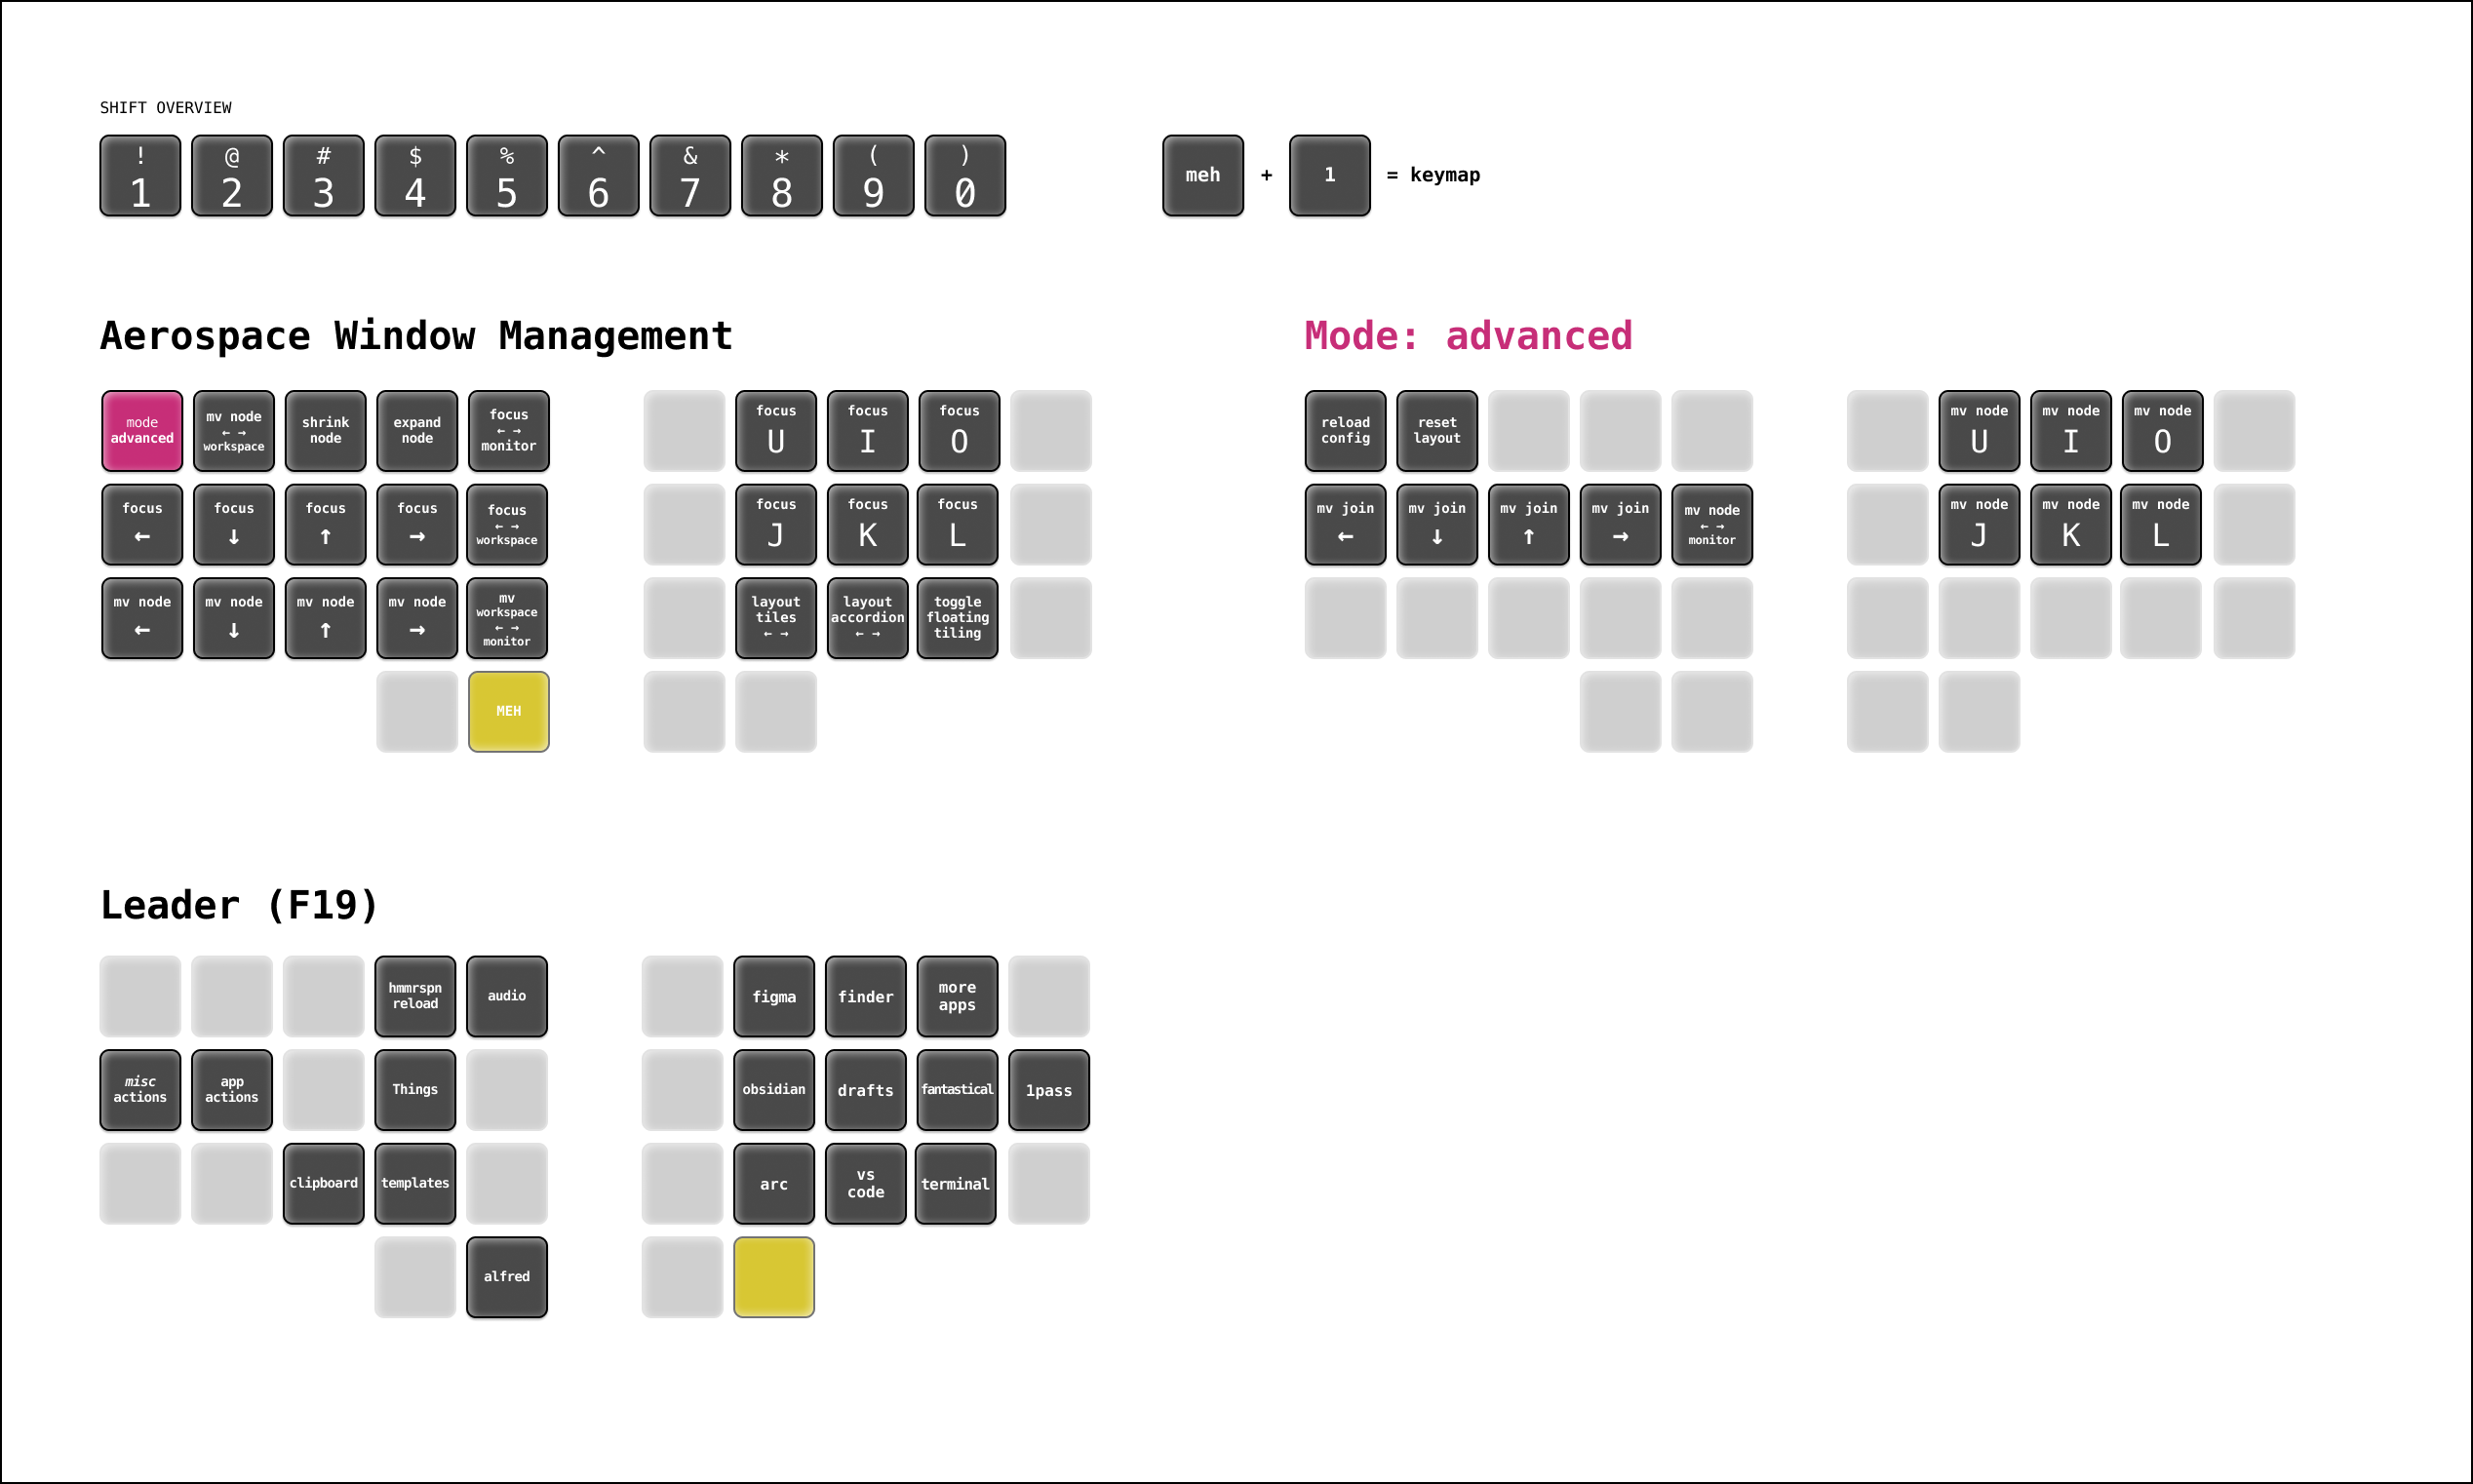 SHIFT OVERVIEW
! @ # $ % ^ & * ( )
1 2 3 4 5 6 7 8 9 0
meh + 1 = keymap
Aerospace Window Management
mode
advanced
mv node
← →
workspace
shrink
node
expand
node
focus
← →
monitor
focus
U
focus
I
focus
O
focus
←
focus
↓
focus
↑
focus
→
focus
← →
workspace
focus
J
focus
K
focus
L
mv node
←
mv node
↓
mv node
↑
mv node
→
mv
workspace
← →
monitor
layout
tiles
← →
layout
accordion
← →
toggle
floating
tiling
MEH
Mode: advanced
reload
config
reset
layout
mv node
U
mv node
I
mv node
O
mv join
←
mv join
↓
mv join
↑
mv join
→
mv node
← →
monitor
mv node
J
mv node
K
mv node
L
Leader (F19)
hmmrspn
reload
audio
figma
finder
more
apps
misc
actions
app
actions
Things
obsidian
drafts
fantastical
1pass
clipboard
templates
arc
vs
code
terminal
alfred